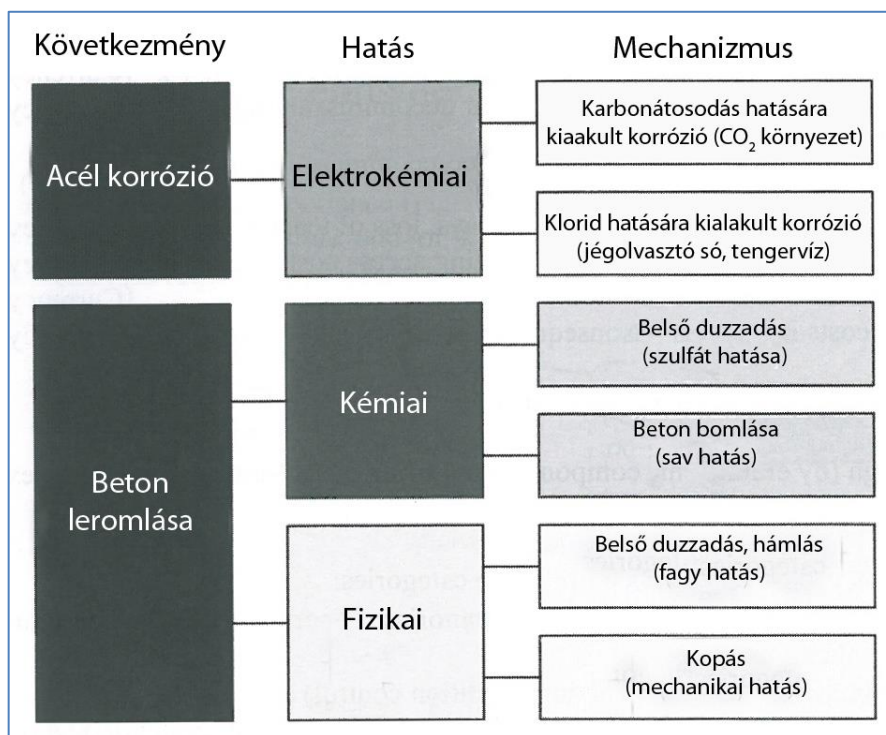 Következmény
Hatás
Mechanizmus
Acél korrózió
Elektrokémiai
Karbonátosodás hatására
kiaakult korrózió (CO₂ környezet)
Klorid hatására kialakult korrózió
(jégolvasztó só, tengervíz)
Beton
leromlása
Kémiai
Belső duzzadás
(szulfát hatása)
Beton bomlása
(sav hatás)
Fizikai
Belső duzzadás, hámlás
(fagy hatás)
Kopás
(mechanikai hatás)